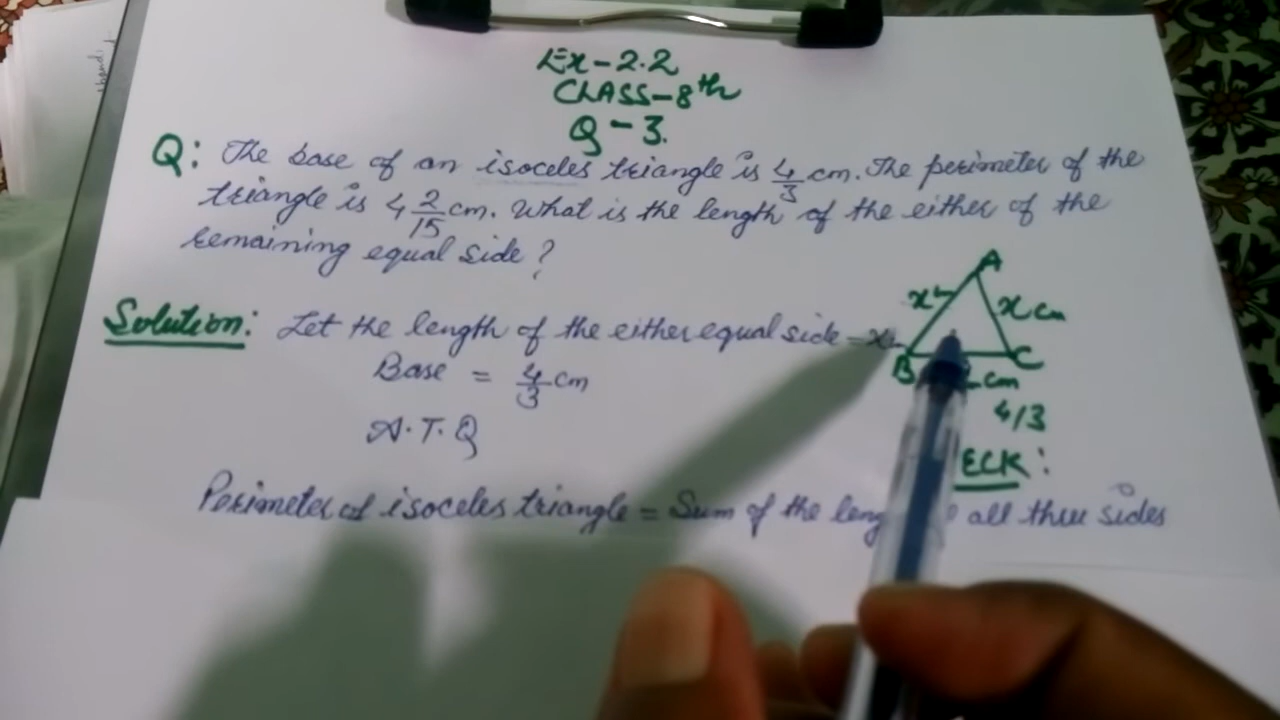 Ex-2.2
CLASS-8th
Q-3.
Q: The base of an isoceles triangle is 4/3 cm. The perimeter of the
triangle is 4 2/15 cm. What is the length of the either of the
remaining equal side?
Solution: Let the length of the either equal side = x
Base = 4/3 cm
A.T.Q
Perimeter of isoceles triangle = Sum of the all three sides
A
x
x cm
B
C
cm
4/3
ECK: